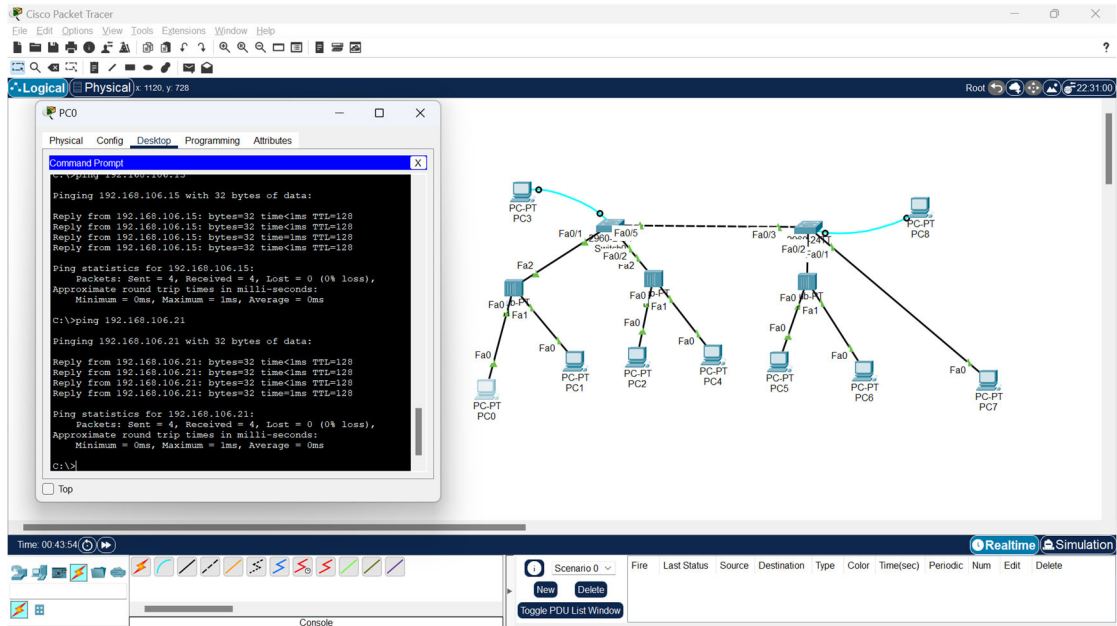 Cisco Packet Tracer
File Edit Options View Tools Extensions Window Help
?
Logical Physical x: 1120, y: 728
Root 22:31:00
PC0
Physical Config Desktop Programming Attributes
Command Prompt X
C:\>ping 192.168.106.15
Pinging 192.168.106.15 with 32 bytes of data:
Reply from 192.168.106.15: bytes=32 time<1ms TTL=128
Reply from 192.168.106.15: bytes=32 time<1ms TTL=128
Reply from 192.168.106.15: bytes=32 time=1ms TTL=128
Reply from 192.168.106.15: bytes=32 time<1ms TTL=128
Ping statistics for 192.168.106.15:
Packets: Sent = 4, Received = 4, Lost = 0 (0% loss),
Approximate round trip times in milli-seconds:
Minimum = 0ms, Maximum = 1ms, Average = 0ms
C:\>ping 192.168.106.21
Pinging 192.168.106.21 with 32 bytes of data:
Reply from 192.168.106.21: bytes=32 time<1ms TTL=128
Reply from 192.168.106.21: bytes=32 time<1ms TTL=128
Reply from 192.168.106.21: bytes=32 time<1ms TTL=128
Reply from 192.168.106.21: bytes=32 time=1ms TTL=128
Ping statistics for 192.168.106.21:
Packets: Sent = 4, Received = 4, Lost = 0 (0% loss),
Approximate round trip times in milli-seconds:
Minimum = 0ms, Maximum = 1ms, Average = 0ms
C:\>
Top
PC-PT
PC3
PC-PT
PC8
Fa0/1
Fa0/5
Fa0/3
Fa0/2
Fa0/2
Fa0/1
Fa2
Fa2
Fa0
Fa1
Fa0
Fa1
Fa0
Fa1
Fa0
Fa0
Fa0
Fa0
Fa0
Fa0
Fa0
PC-PT
PC0
PC-PT
PC1
PC-PT
PC2
PC-PT
PC4
PC-PT
PC5
PC-PT
PC6
PC-PT
PC7
Time: 00:43:54
Realtime Simulation
Scenario 0
New Delete
Toggle PDU List Window
Fire Last Status Source Destination Type Color Time(sec) Periodic Num Edit Delete
Console